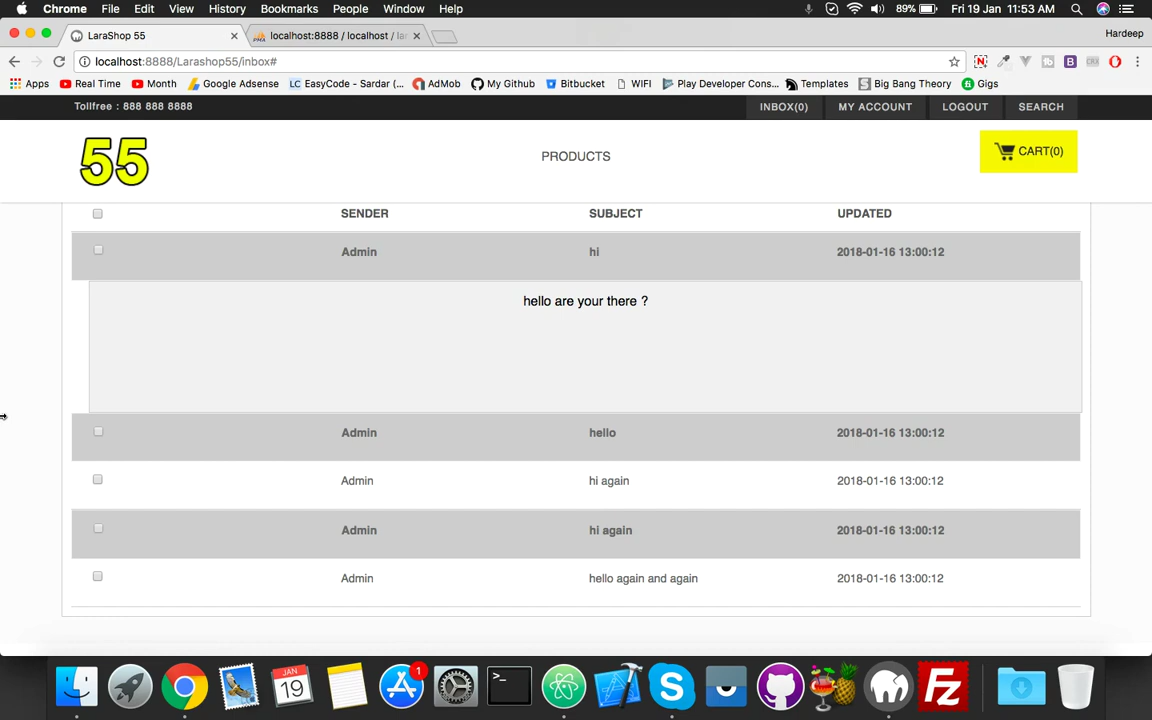 Chrome File Edit View History Bookmarks People Window Help 89% Fri 19 Jan 11:53 AM
LaraShop 55 localhost:8888 / localhost / lar
Hardeep
localhost:8888/Larashop55/inbox#
Apps Real Time Month Google Adsense LC EasyCode - Sardar (... AdMob My Github Bitbucket WIFI Play Developer Cons... Templates Big Bang Theory Gigs
Tollfree : 888 888 8888 INBOX(0) MY ACCOUNT LOGOUT SEARCH
55 PRODUCTS CART(0)
SENDER SUBJECT UPDATED
Admin hi 2018-01-16 13:00:12
hello are your there ?
Admin hello 2018-01-16 13:00:12
Admin hi again 2018-01-16 13:00:12
Admin hi again 2018-01-16 13:00:12
Admin hello again and again 2018-01-16 13:00:12
JAN
19
1
>_
S
FZ